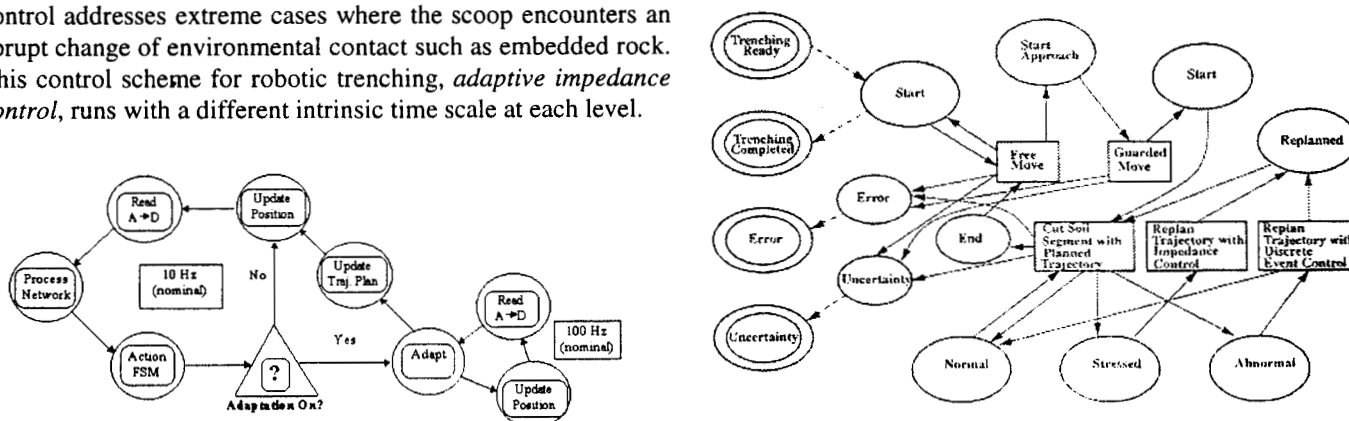 ontrol addresses extreme cases where the scoop encounters an
brupt change of environmental contact such as embedded rock.
his control scheme for robotic trenching, adaptive impedance
ontrol, runs with a different intrinsic time scale at each level.
Read
A→D
Update
Position
Process
Network
10 Hz
(nominal)
No
Update
Traj. Plan
Read
A→D
100 Hz
(nominal)
Action
FSM
?
Yes
Adapt
Update
Position
Adaptation On?
Trenching
Ready
Start
Approach
Start
Start
Trenching
Completed
Free
Move
Guarded
Move
Replanned
Error
Error
End
Cut Soil
Segment with
Planned
Trajectory
Replan
Trajectory with
Impedance
Control
Replan
Trajectory with
Discrete
Event Control
Uncertainty
Uncertainty
Normal
Stressed
Abnormal